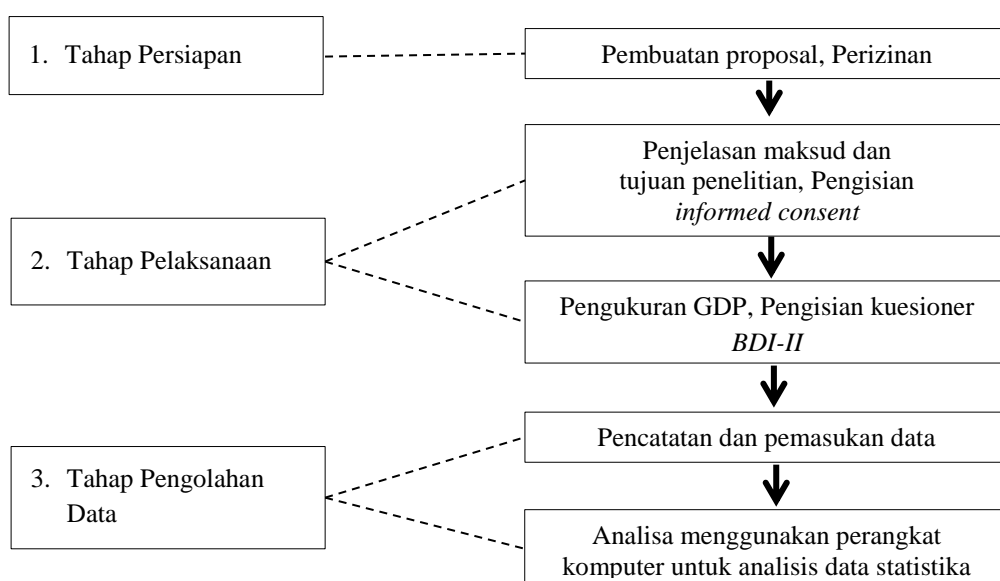 1. Tahap Persiapan
Pembuatan proposal, Perizinan
Penjelasan maksud dan
tujuan penelitian, Pengisian
informed consent
2. Tahap Pelaksanaan
Pengukuran GDP, Pengisian kuesioner
BDI-II
Pencatatan dan pemasukan data
3. Tahap Pengolahan
Data
Analisa menggunakan perangkat
komputer untuk analisis data statistika